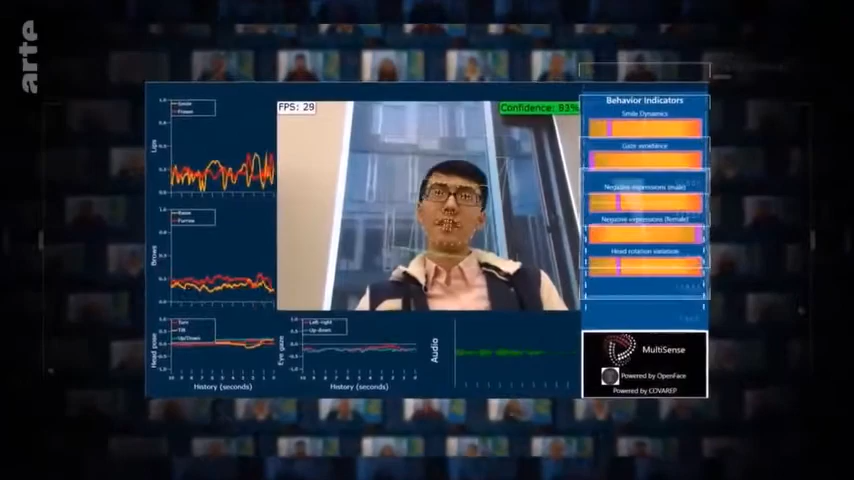 arte
FPS: 29
Confidence: 93%
Behavior Indicators
Smile Dynamics
Gaze aversiness
Negative expressions (male)
Negative expressions (female)
Head rotation variation
Lips
Smile
Frown
Brows
Raise
Furrow
Head pose
Turn
Tilt
Up/Down
History (seconds)
Eye gaze
Left-right
Up-down
History (seconds)
Audio
MultiSense
Powered by OpenFace
Powered by COVAREP